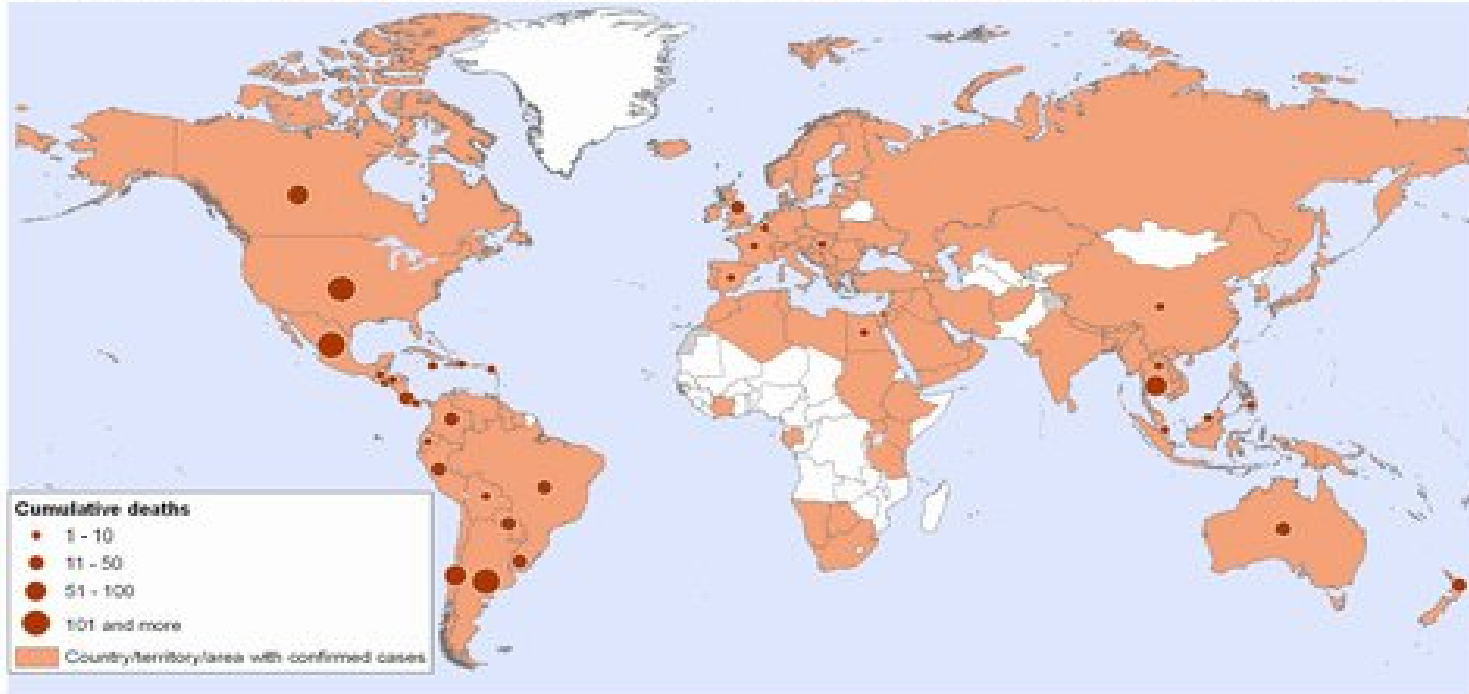 Cumulative deaths
1 - 10
11 - 50
51 - 100
101 and more
Country/territory/area with confirmed cases